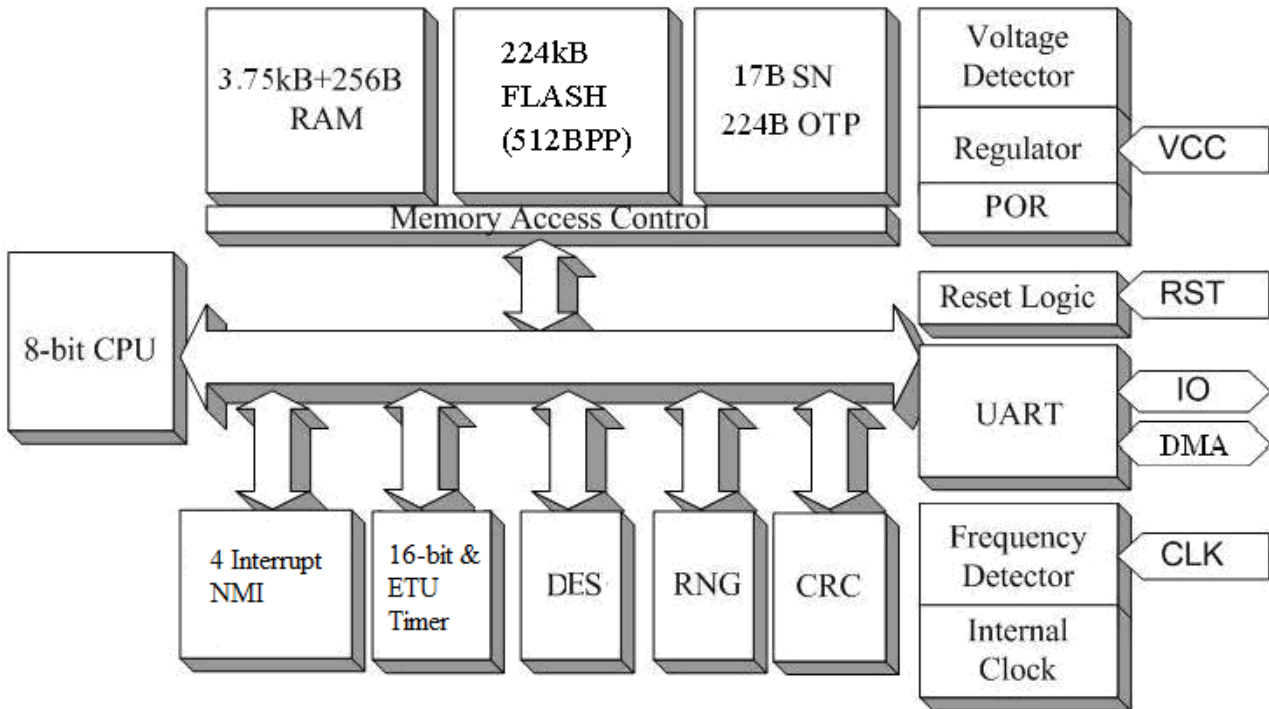 3.75kB+256B
RAM
224kB
FLASH
(512BPP)
17B SN
224B OTP
Voltage
Detector
Regulator
POR
VCC
Memory Access Control
8-bit CPU
Reset Logic
RST
UART
IO
DMA
4 Interrupt
NMI
16-bit &
ETU
Timer
DES
RNG
CRC
Frequency
Detector
CLK
Internal
Clock